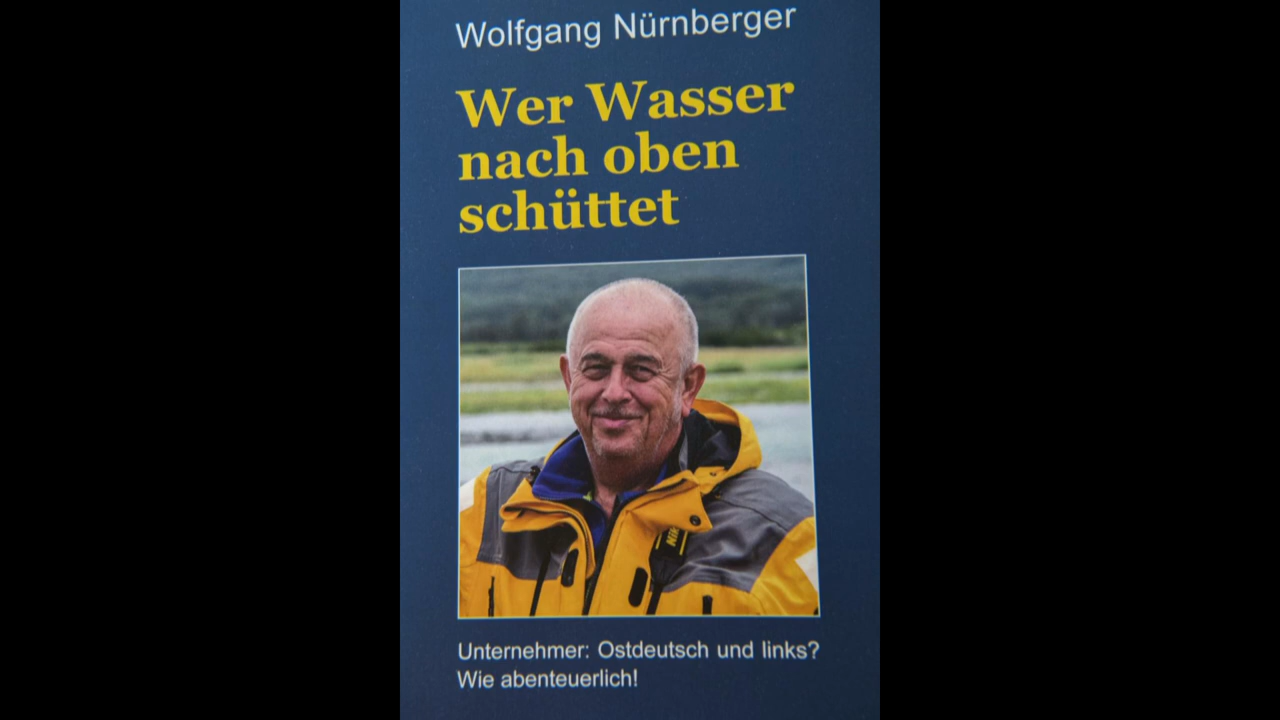 Wolfgang Nürnberger
Wer Wasser
nach oben
schüttet
Unternehmer: Ostdeutsch und links?
Wie abenteuerlich!